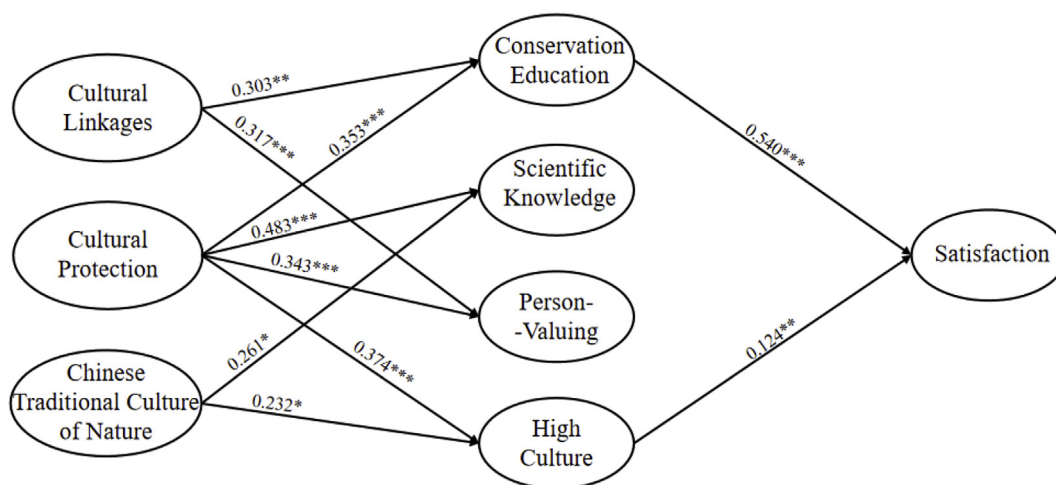 Cultural
Linkages
Cultural
Protection
Chinese
Traditional Culture
of Nature
0.303**
0.317***
0.353***
0.483***
0.343***
0.374***
0.261*
0.232*
Conservation
Education
Scientific
Knowledge
Person-
-Valuing
High
Culture
0.540***
0.124**
Satisfaction